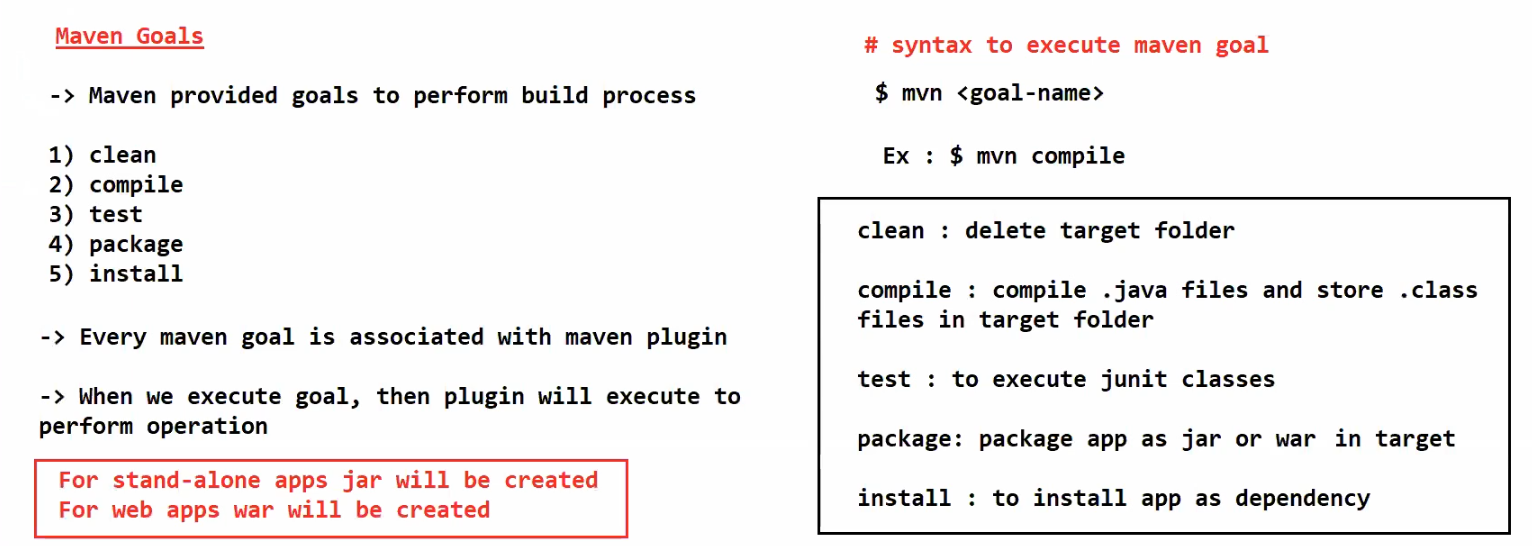 Maven Goals
-> Maven provided goals to perform build process
1) clean
2) compile
3) test
4) package
5) install
-> Every maven goal is associated with maven plugin
-> When we execute goal, then plugin will execute to
perform operation
For stand-alone apps jar will be created
For web apps war will be created
# syntax to execute maven goal
$ mvn <goal-name>
Ex : $ mvn compile
clean : delete target folder
compile : compile .java files and store .class
files in target folder
test : to execute junit classes
package: package app as jar or war in target
install : to install app as dependency